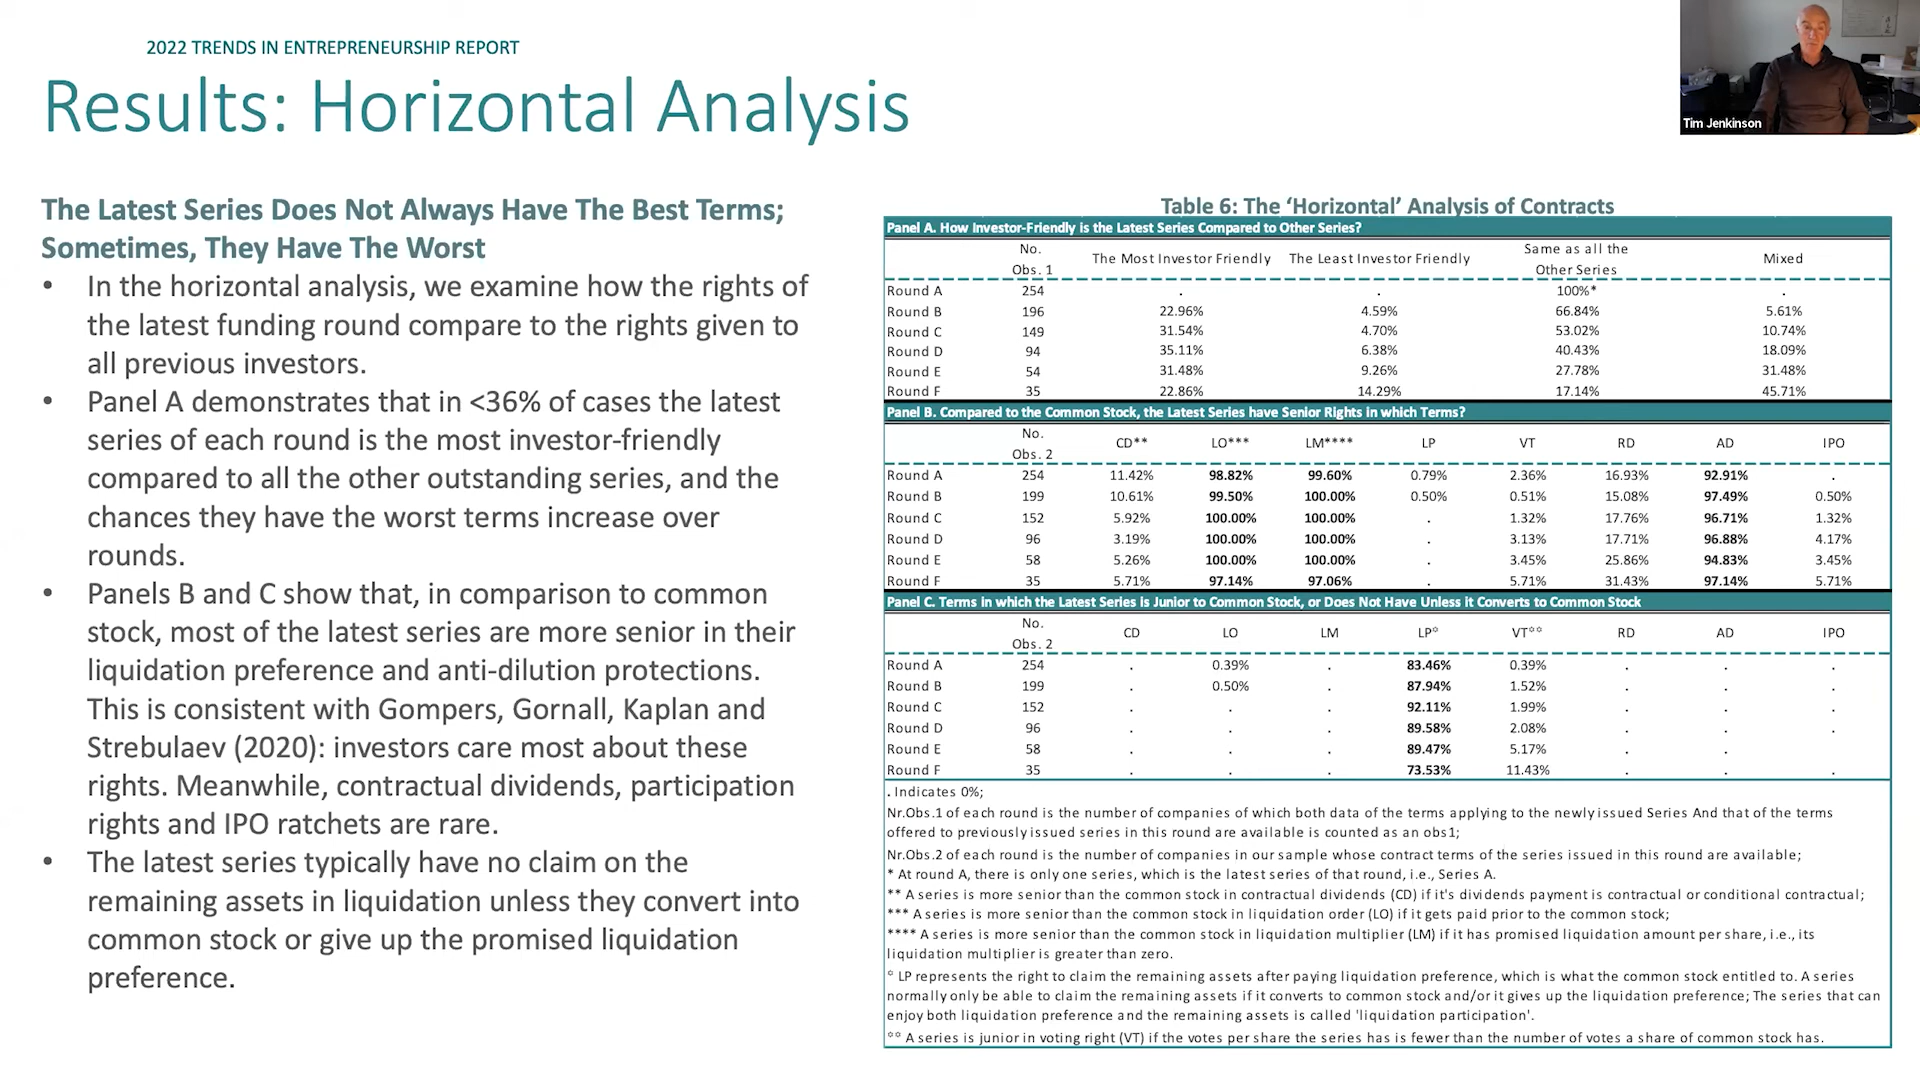 2022 TRENDS IN ENTREPRENEURSHIP REPORT
Results: Horizontal Analysis
Tim Jenkinson
The Latest Series Does Not Always Have The Best Terms;
Sometimes, They Have The Worst
• In the horizontal analysis, we examine how the rights of
the latest funding round compare to the rights given to
all previous investors.
• Panel A demonstrates that in <36% of cases the latest
series of each round is the most investor-friendly
compared to all the other outstanding series, and the
chances they have the worst terms increase over
rounds.
• Panels B and C show that, in comparison to common
stock, most of the latest series are more senior in their
liquidation preference and anti-dilution protections.
This is consistent with Gompers, Gornall, Kaplan and
Strebulaev (2020): investors care most about these
rights. Meanwhile, contractual dividends, participation
rights and IPO ratchets are rare.
• The latest series typically have no claim on the
remaining assets in liquidation unless they convert into
common stock or give up the promised liquidation
preference.
Table 6: The ‘Horizontal’ Analysis of Contracts
Panel A. How Investor-Friendly is the Latest Series Compared to Other Series?
No. Obs. 1 The Most Investor Friendly The Least Investor Friendly Same as all the Other Series Mixed
Round A 254 . . 100%* .
Round B 196 22.96% 4.59% 66.84% 5.61%
Round C 149 31.54% 4.70% 53.02% 10.74%
Round D 94 35.11% 6.38% 40.43% 18.09%
Round E 54 31.48% 9.26% 27.78% 31.48%
Round F 35 22.86% 14.29% 17.14% 45.71%
Panel B. Compared to the Common Stock, the Latest Series have Senior Rights in which Terms?
No. Obs. 2 CD** LO*** LM**** LP VT RD AD IPO
Round A 254 11.42% 98.82% 99.60% 0.79% 2.36% 16.93% 92.91% .
Round B 199 10.61% 99.50% 100.00% 0.50% 0.51% 15.08% 97.49% 0.50%
Round C 152 5.92% 100.00% 100.00% . 1.32% 17.76% 96.71% 1.32%
Round D 96 3.19% 100.00% 100.00% . 3.13% 17.71% 96.88% 4.17%
Round E 58 5.26% 100.00% 100.00% . 3.45% 25.86% 94.83% 3.45%
Round F 35 5.71% 97.14% 97.06% . 5.71% 31.43% 97.14% 5.71%
Panel C. Terms in which the Latest Series is Junior to Common Stock, or Does Not Have Unless it Converts to Common Stock
No. Obs. 2 CD LO LM LP☼ VT☼☼ RD AD IPO
Round A 254 . 0.39% . 83.46% 0.39% . . .
Round B 199 . 0.50% . 87.94% 1.52% . . .
Round C 152 . . . 92.11% 1.99% . . .
Round D 96 . . . 89.58% 2.08% . . .
Round E 58 . . . 89.47% 5.17% . .
Round F 35 . . . 73.53% 11.43% . . .
. Indicates 0%;
Nr.Obs.1 of each round is the number of companies of which both data of the terms applying to the newly issued Series And that of the terms
offered to previously issued series in this round are available is counted as an obs1;
Nr.Obs.2 of each round is the number of companies in our sample whose contract terms of the series issued in this round are available;
* At round A, there is only one series, which is the latest series of that round, i.e., Series A.
** A series is more senior than the common stock in contractual dividends (CD) if it's dividends payment is contractual or conditional contractual;
*** A series is more senior than the common stock in liquidation order (LO) if it gets paid prior to the common stock;
**** A series is more senior than the common stock in liquidation multiplier (LM) if it has promised liquidation amount per share, i.e., its
liquidation multiplier is greater than zero.
☼ LP represents the right to claim the remaining assets after paying liquidation preference, which is what the common stock entitled to. A series
normally only be able to claim the remaining assets if it converts to common stock and/or it gives up the liquidation preference; The series that can
enjoy both liquidation preference and the remaining assets is called 'liquidation participation'.
☼☼ A series is junior in voting right (VT) if the votes per share the series has is fewer than the number of votes a share of common stock has.